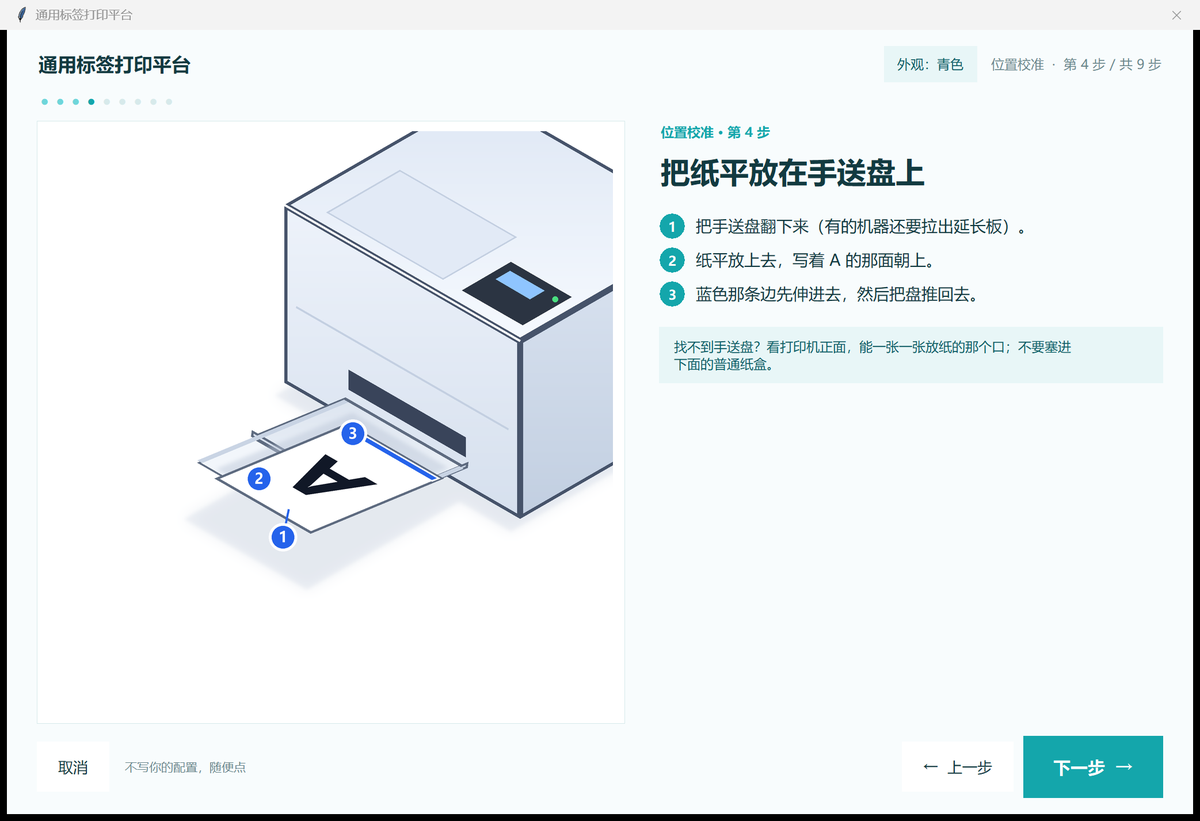 通用标签打印平台
通用标签打印平台
外观：青色
位置校准 · 第 4 步 / 共 9 步
位置校准 • 第 4 步
把纸平放在手送盘上
1 把手送盘翻下来（有的机器还要拉出延长板）。
2 纸平放上去，写着 A 的那面朝上。
3 蓝色那条边先伸进去，然后把盘推回去。
找不到手送盘？看打印机正面，能一张一张放纸的那个口；不要塞进
下面的普通纸盒。
3
2
A
1
取消
不写你的配置，随便点
← 上一步
下一步 →